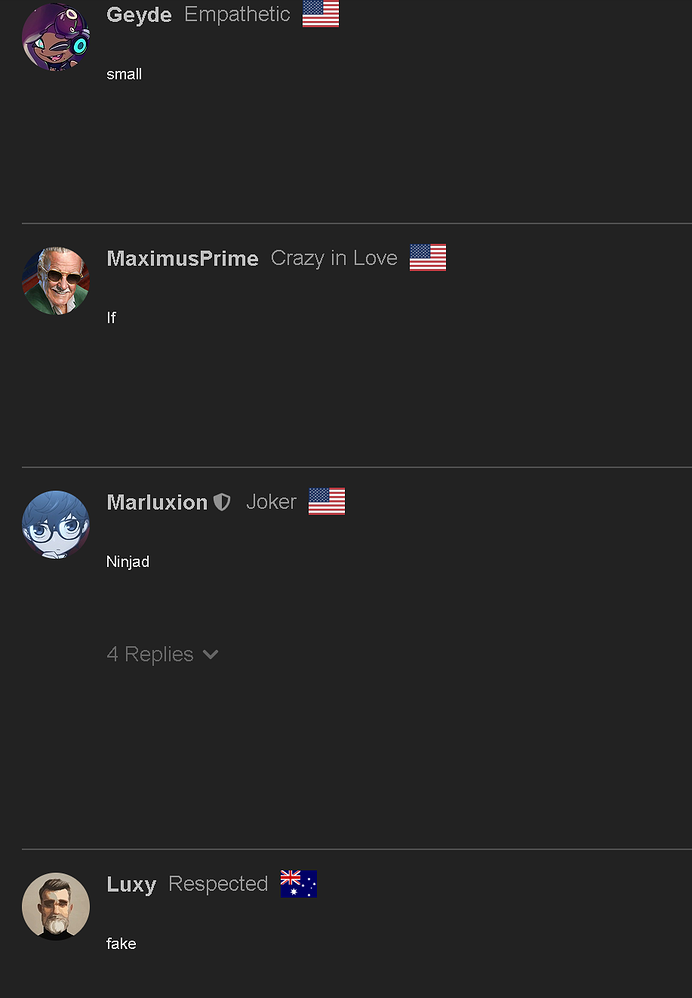 Geyde Empathetic
small
MaximusPrime Crazy in Love
If
Marluxion Joker
Ninjad
4 Replies
Luxy Respected
fake